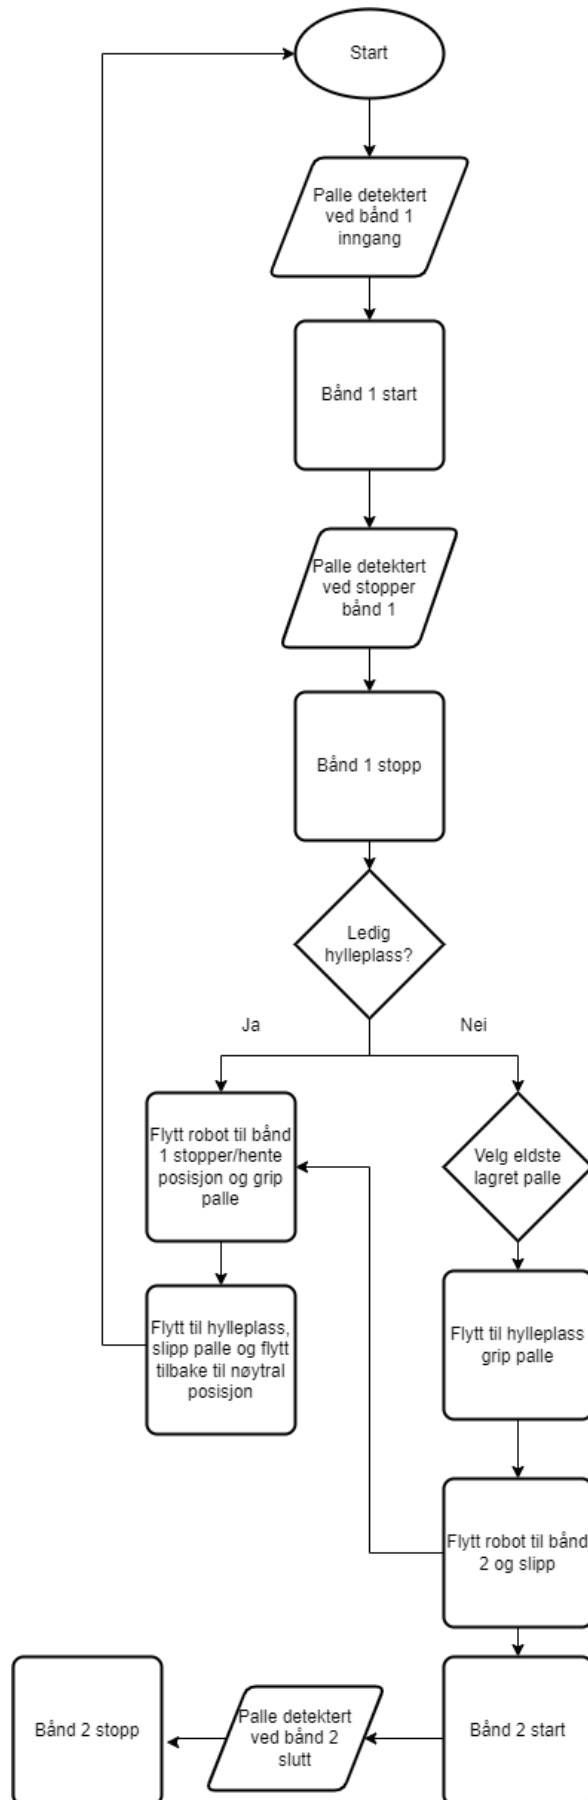 Start
Palle detektert
ved bånd 1
inngang
Bånd 1 start
Palle detektert
ved stopper
bånd 1
Bånd 1 stopp
Ledig
hylleplass?
Ja
Nei
Flytt robot til bånd
1 stopper/hente
posisjon og grip
palle
Velg eldste
lagret palle
Flytt til hylleplass,
slipp palle og flytt
tilbake til nøytral
posisjon
Flytt til hylleplass
grip palle
Flytt robot til bånd
2 og slipp
Bånd 2 stopp
Palle detektert
ved bånd 2
slutt
Bånd 2 start